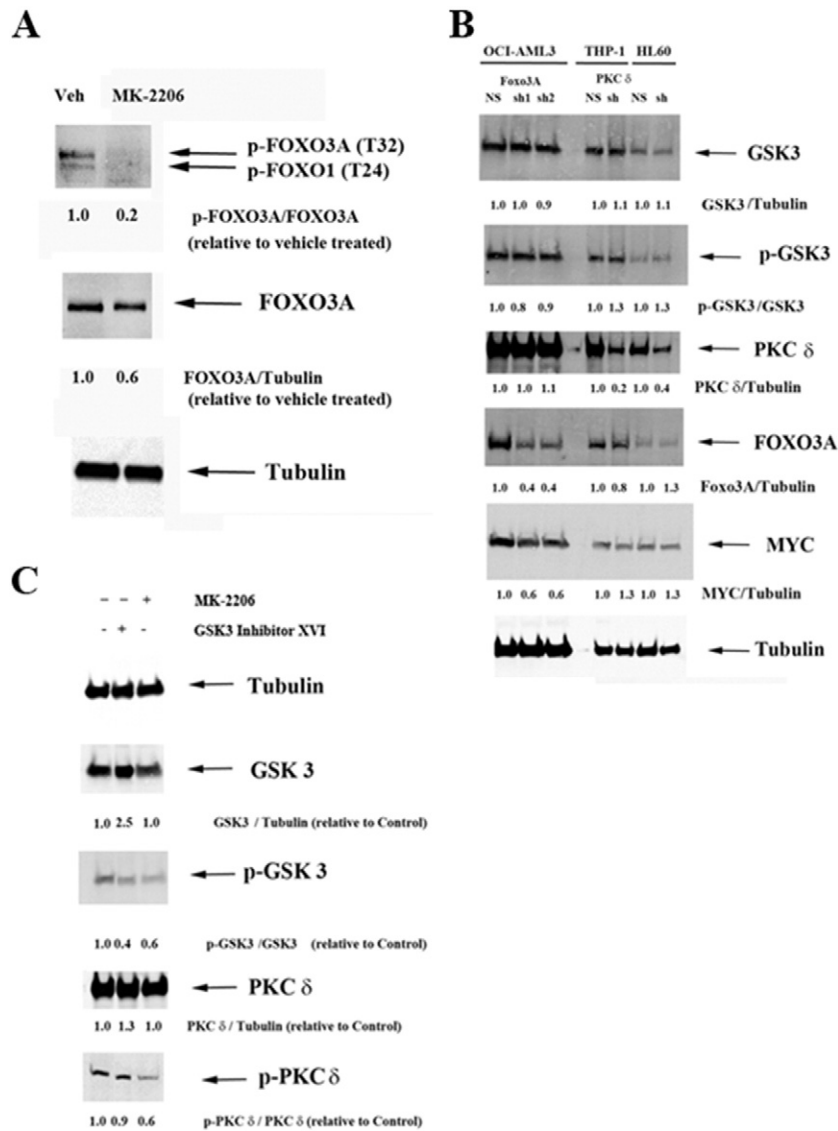 A
Veh MK-2206
p-FOXO3A (T32)
p-FOXO1 (T24)
1.0 0.2 p-FOXO3A/FOXO3A
(relative to vehicle treated)
FOXO3A
1.0 0.6 FOXO3A/Tubulin
(relative to vehicle treated)
Tubulin
B
OCI-AML3 THP-1 HL60
Foxo3A PKC δ
NS sh1 sh2 NS sh NS sh
GSK3
1.0 1.0 0.9 1.0 1.1 1.0 1.1 GSK3/Tubulin
p-GSK3
1.0 0.8 0.9 1.0 1.3 1.0 1.3 p-GSK3/GSK3
PKC δ
1.0 1.0 1.1 1.0 0.2 1.0 0.4 PKC δ/Tubulin
FOXO3A
1.0 0.4 0.4 1.0 0.8 1.0 1.3 Foxo3A/Tubulin
MYC
1.0 0.6 0.6 1.0 1.3 1.0 1.3 MYC/Tubulin
Tubulin
C
- - + MK-2206
- + - GSK3 Inhibitor XVI
Tubulin
GSK 3
1.0 2.5 1.0 GSK3 / Tubulin (relative to Control)
p-GSK 3
1.0 0.4 0.6 p-GSK3 /GSK3 (relative to Control)
PKC δ
1.0 1.3 1.0 PKC δ / Tubulin (relative to Control)
p-PKC δ
1.0 0.9 0.6 p-PKC δ / PKC δ (relative to Control)